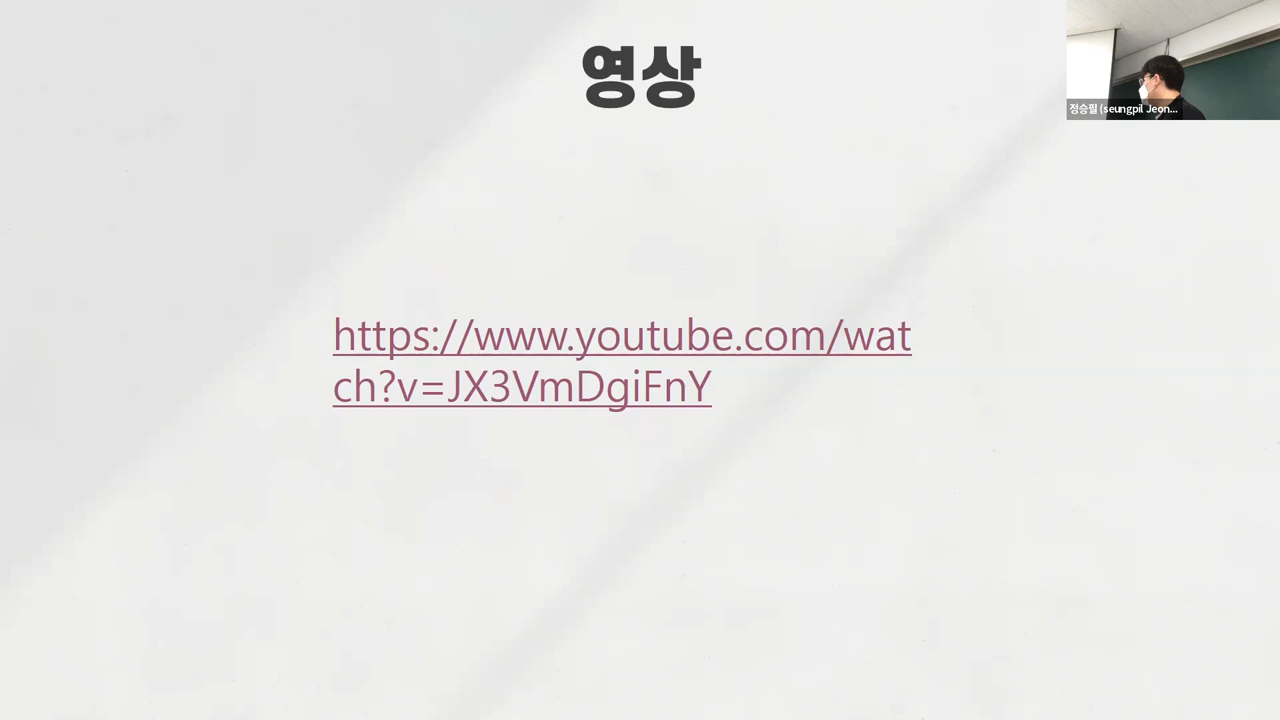 영상
정승필 (seungpil Jeon...
https://www.youtube.com/wat
ch?v=JX3VmDgiFnY